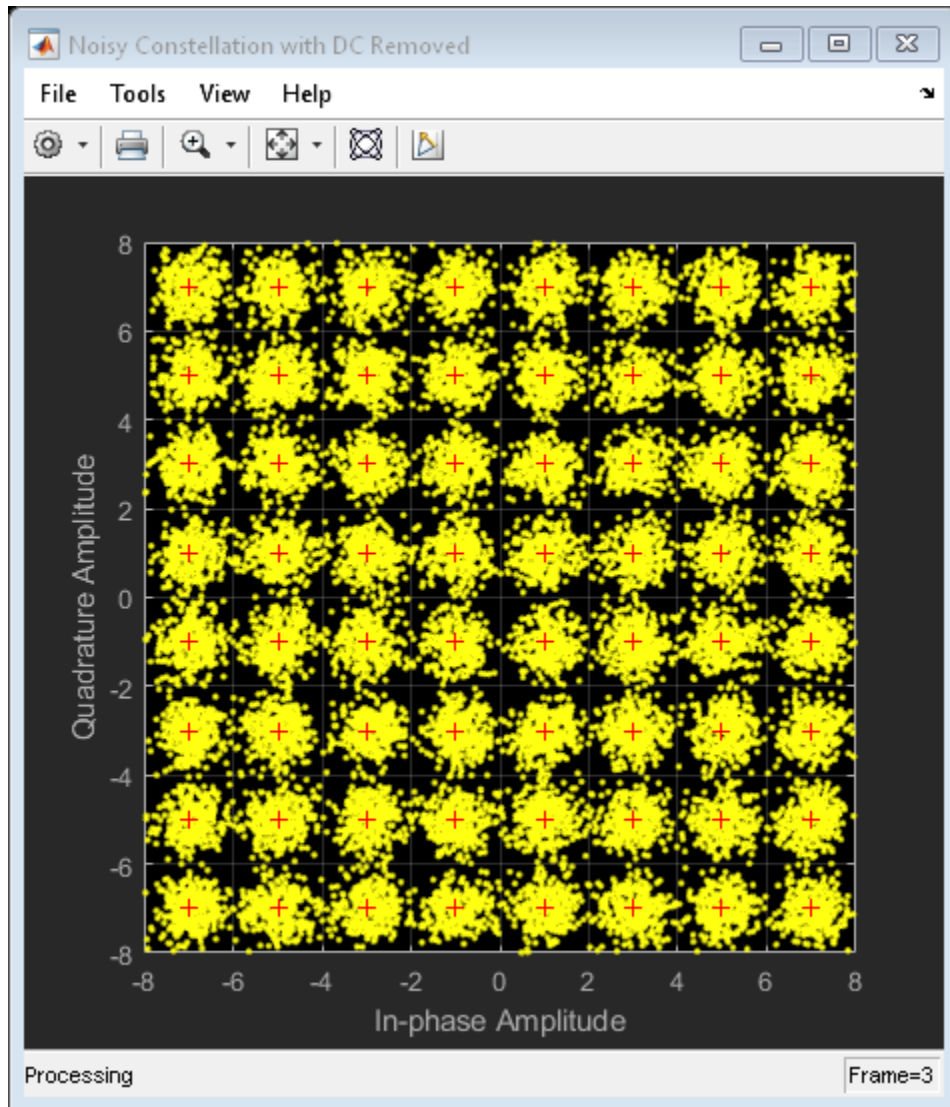 Noisy Constellation with DC Removed
File Tools View Help
8
6
4
2
0
-2
-4
-6
-8
Quadrature Amplitude
-8 -6 -4 -2 0 2 4 6 8
In-phase Amplitude
Processing Frame=3